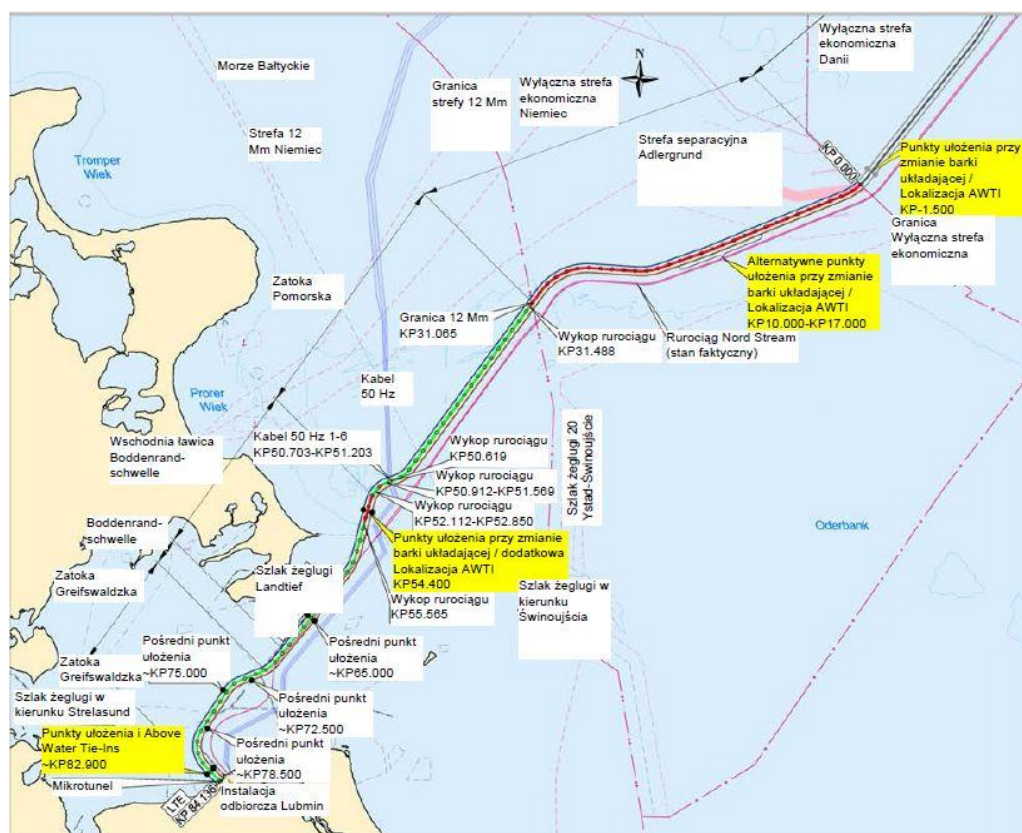 Wyłączna strefa
ekonomiczna
Danii
Morze Bałtyckie
Granica
strefy 12 Mm
N
Wyłączna strefa
ekonomiczna
Niemiec
Strefa 12
Mm Niemiec
Strefa separacyjna
Adlergrund
KP 0.000
Punkty ułożenia przy
zmianie barki
układającej /
Lokalizacja AWTI
KP-1.500
Tromper
Wiek
Granica
Wyłączna strefa
ekonomiczna
Alternatywne punkty
ułożenia przy zmianie
barki układającej /
Lokalizacja AWTI
KP10.000-KP17.000
Zatoka
Pomorska
Granica 12 Mm
KP31.065
Wykop rurociągu
KP31.488
Rurociąg Nord Stream
(stan faktyczny)
Kabel
50 Hz
Prorer
Wiek
Wschodnia ławica
Boddenrand-
schwelle
Kabel 50 Hz 1-6
KP50.703-KP51.203
Wykop rurociągu
KP50.619
Szlak żeglugi 20
Ystad-Świnoujście
Wykop rurociągu
KP50.912-KP51.569
Wykop rurociągu
KP52.112-KP52.850
Oderbank
Boddenrand-
schwelle
Punkty ułożenia przy zmianie
barki układającej / dodatkowa
Lokalizacja AWTI
KP54.400
Szlak żeglugi
Landtief
Zatoka
Greifswaldzka
Wykop rurociągu
KP55.565
Szlak żeglugi w
kierunku
Świnoujścia
Pośredni punkt
ułożenia
~KP75.000
Pośredni punkt
ułożenia
~KP65.000
Zatoka
Greifswaldzka
Szlak żeglugi w
kierunku Strelasund
Pośredni punkt
ułożenia
~KP72.500
Punkty ułożenia i Above
Water Tie-Ins
~KP82.900
Pośredni punkt
ułożenia
~KP78.500
Mikrotunel
Instalacja
odbiorcza Lubmin
LTE
KP 84.136